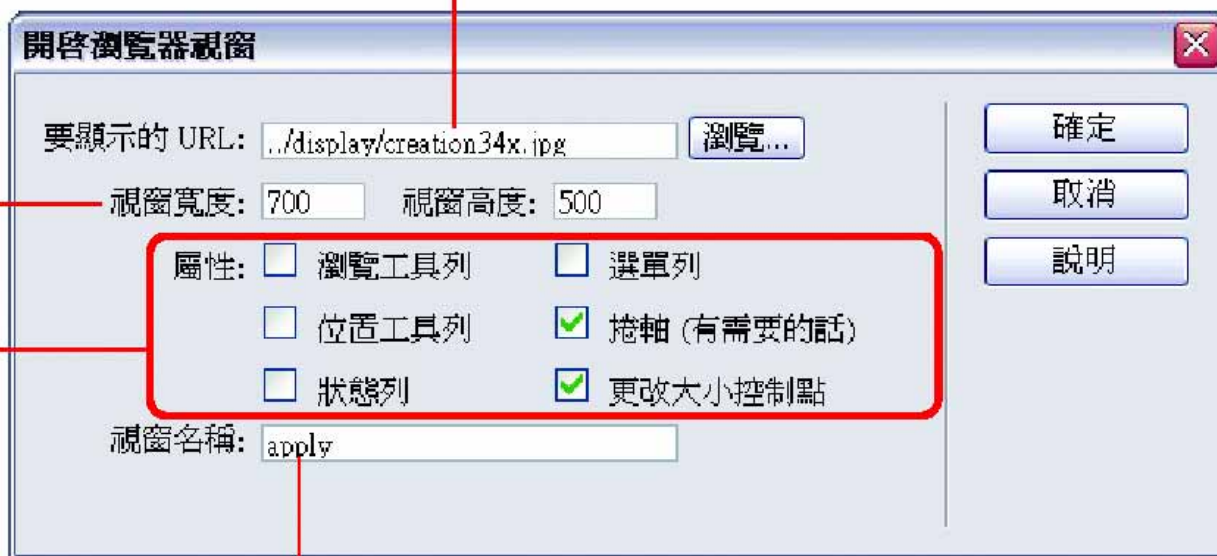 開啓瀏覽器視窗
要顯示的 URL: ../display/creation34x.jpg 瀏覽... 確定
視窗寬度: 700 視窗高度: 500 取消
屬性: 瀏覽工具列 選單列 說明
位置工具列 捲軸 (有需要的話)
狀態列 更改大小控制點
視窗名稱: apply